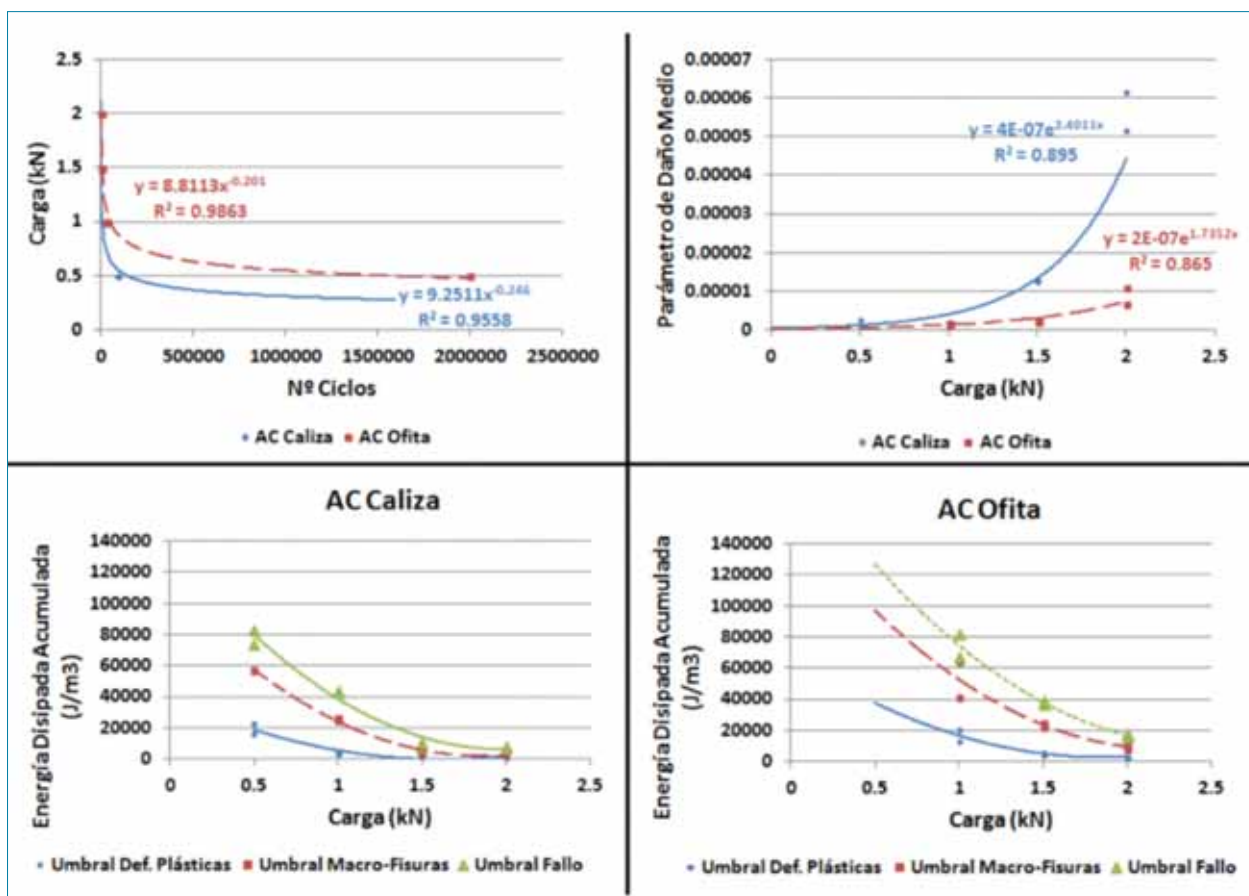 2.5
2
1.5
1
0.5
0
Carga (kN)
y = 8.8113x^-0.201
R² = 0.9863
y = 9.2511x^-0.246
R² = 0.9558
0 500000 1000000 1500000 2000000 2500000
Nº Ciclos
AC Caliza AC Ofita
0.00007
0.00006
0.00005
0.00004
0.00003
0.00002
0.00001
0
Parámetro de Daño Medio
y = 4E-07e^2.4011x
R² = 0.895
y = 2E-07e^1.7352x
R² = 0.865
0 0.5 1 1.5 2 2.5
Carga (kN)
AC Caliza AC Ofita
AC Caliza
140000
120000
100000
80000
60000
40000
20000
0
Energía Disipada Acumulada
(J/m3)
0 0.5 1 1.5 2 2.5
Carga (kN)
Umbral Def. Plásticas Umbral Macro-Fisuras Umbral Fallo
AC Ofita
140000
120000
100000
80000
60000
40000
20000
0
Energía Disipada Acumulada
(J/m3)
0 0.5 1 1.5 2 2.5
Carga (kN)
Umbral Def. Plásticas Umbral Macro-Fisuras Umbral Fallo